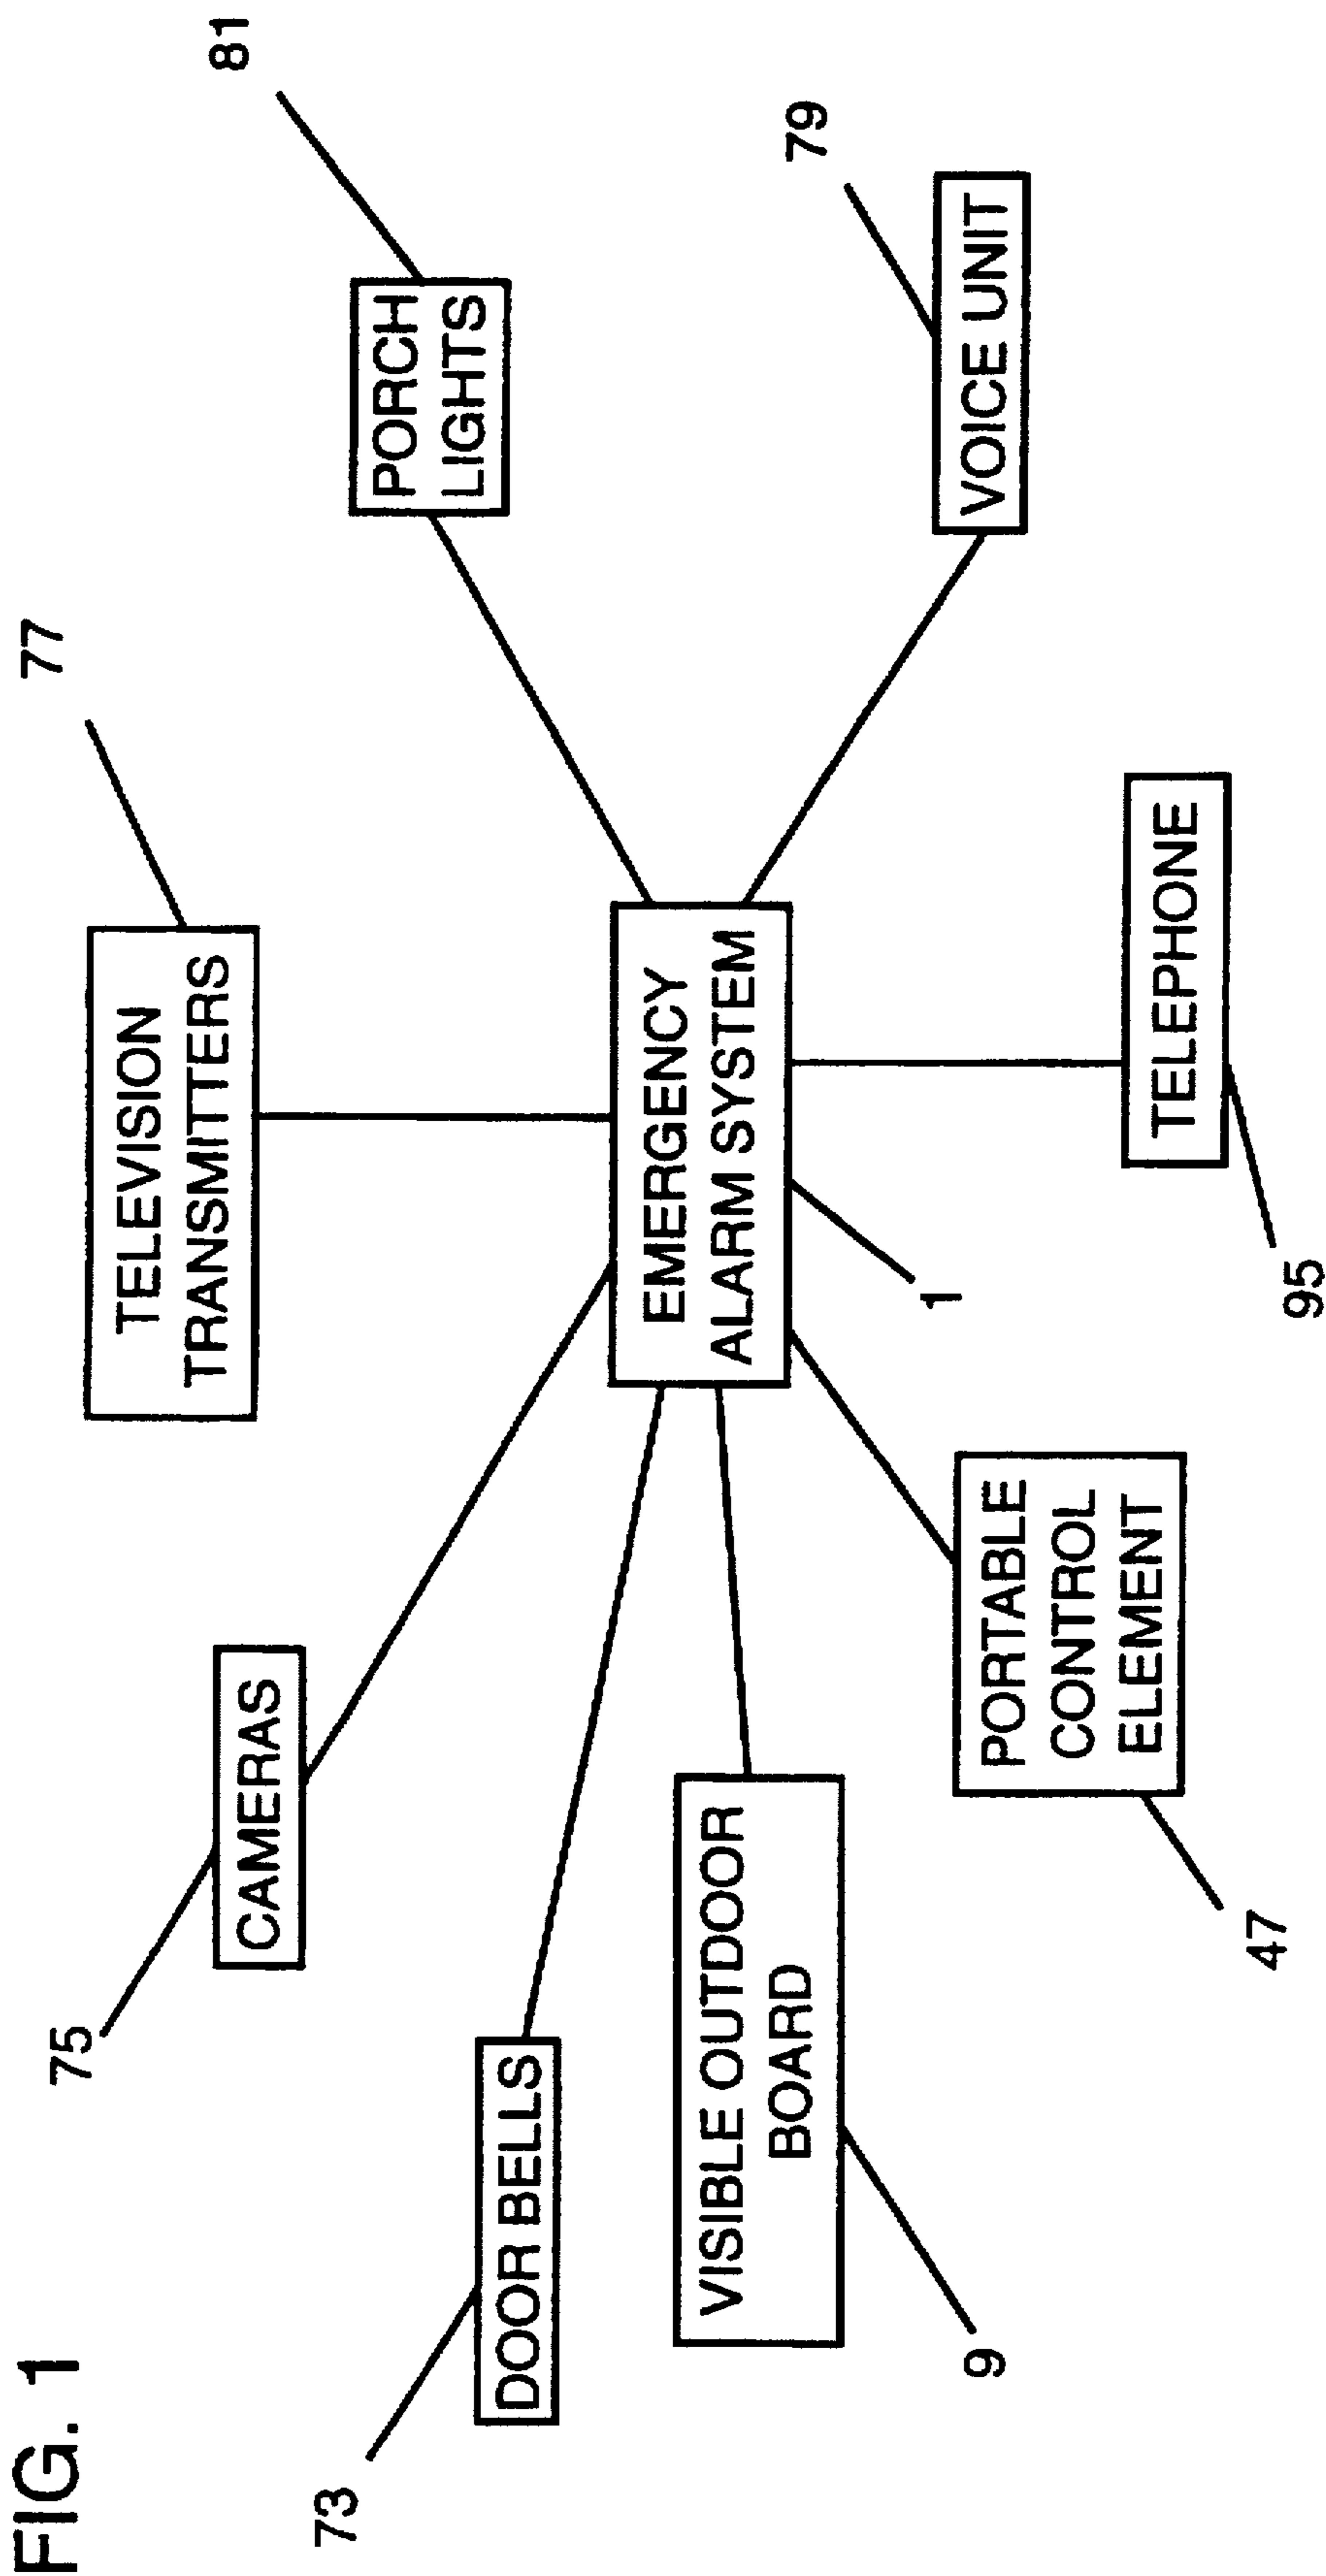 FIG. 1
77
81
75
TELEVISION
TRANSMITTERS
CAMERAS
PORCH
LIGHTS
73
DOOR BELLS
EMERGENCY
ALARM SYSTEM
79
VISIBLE OUTDOOR
BOARD
1
VOICE UNIT
9
PORTABLE
CONTROL
ELEMENT
TELEPHONE
47
95